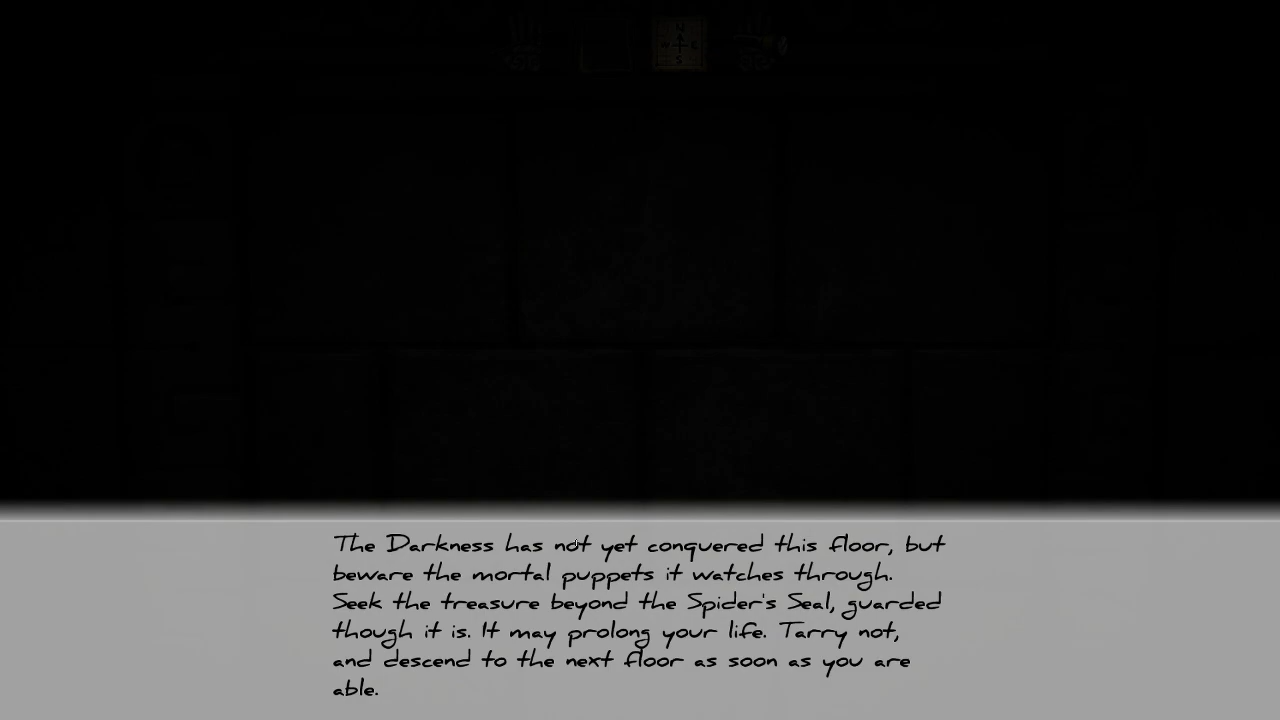 N
W E
S
The Darkness has not yet conquered this floor, but
beware the mortal puppets it watches through.
Seek the treasure beyond the Spider's Seal, guarded
though it is. It may prolong your life. Tarry not,
and descend to the next floor as soon as you are
able.